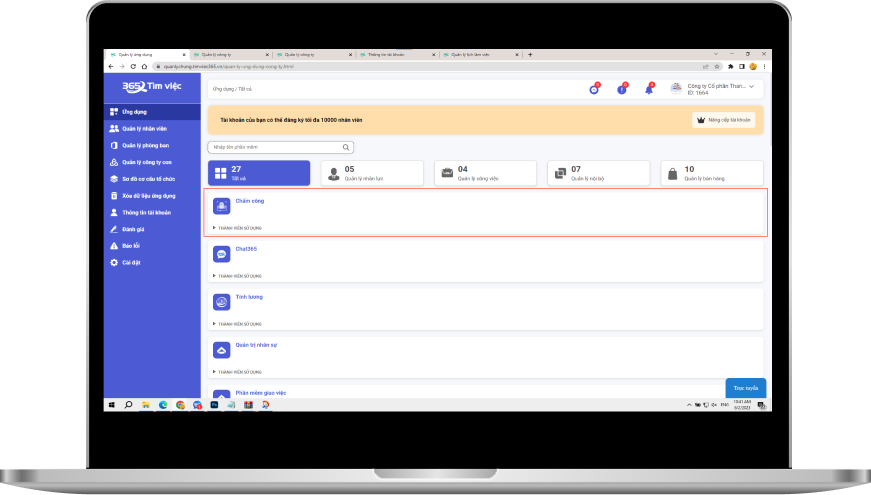 Quản lý ứng dụng
Quản lý công ty
Quản lý công ty
Thông tin tài khoản
Quản lý lịch làm việc
quanlychung.timviec365.vn/quan-ly-ung-dung-cong-ty.html
365 Tìm việc
Ứng dụng / Tất cả
Công ty Cổ phần Than...
ID: 1664
Ứng dụng
Quản lý nhân viên
Quản lý phòng ban
Quản lý công ty con
Sơ đồ cơ cấu tổ chức
Xóa dữ liệu ứng dụng
Thông tin tài khoản
Đánh giá
Báo lỗi
Cài đặt
Tài khoản của bạn có thể đăng ký tối đa 10000 nhân viên
Nâng cấp tài khoản
Nhập tên phần mềm
27
Tất cả
05
Quản lý nhân lực
04
Quản lý công việc
07
Quản lý nội bộ
10
Quản lý bán hàng
Chấm công
THÀNH VIÊN SỬ DỤNG
Chat365
THÀNH VIÊN SỬ DỤNG
Tính lương
THÀNH VIÊN SỬ DỤNG
Quản trị nhân sự
THÀNH VIÊN SỬ DỤNG
Phần mềm giao việc
Trực tuyến
ENG
10:41 AM
3/2/2023